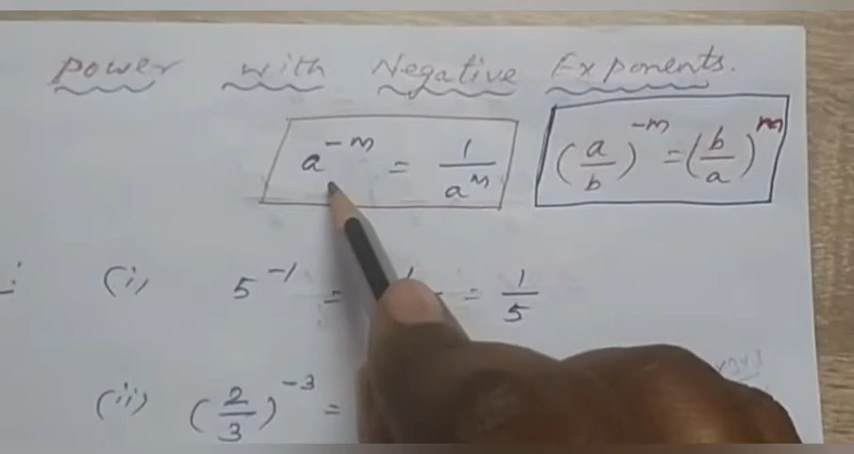 Power with Negative Exponents.
a^-m = 1/a^m (a/b)^-m = (b/a)^m
(i) 5^-1 = = 1/5
(ii) (2/3)^-3 =